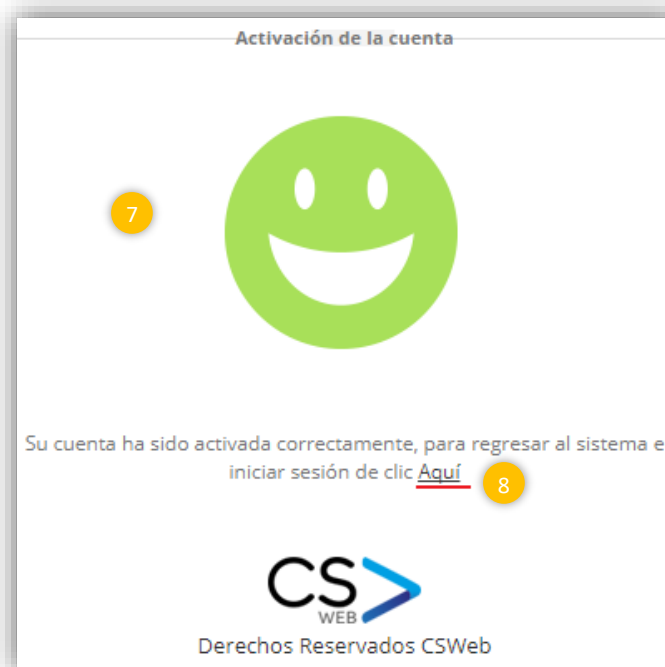 Activación de la cuenta
7
Su cuenta ha sido activada correctamente, para regresar al sistema e
iniciar sesión de clic Aquí
8
CS
WEB
Derechos Reservados CSWeb